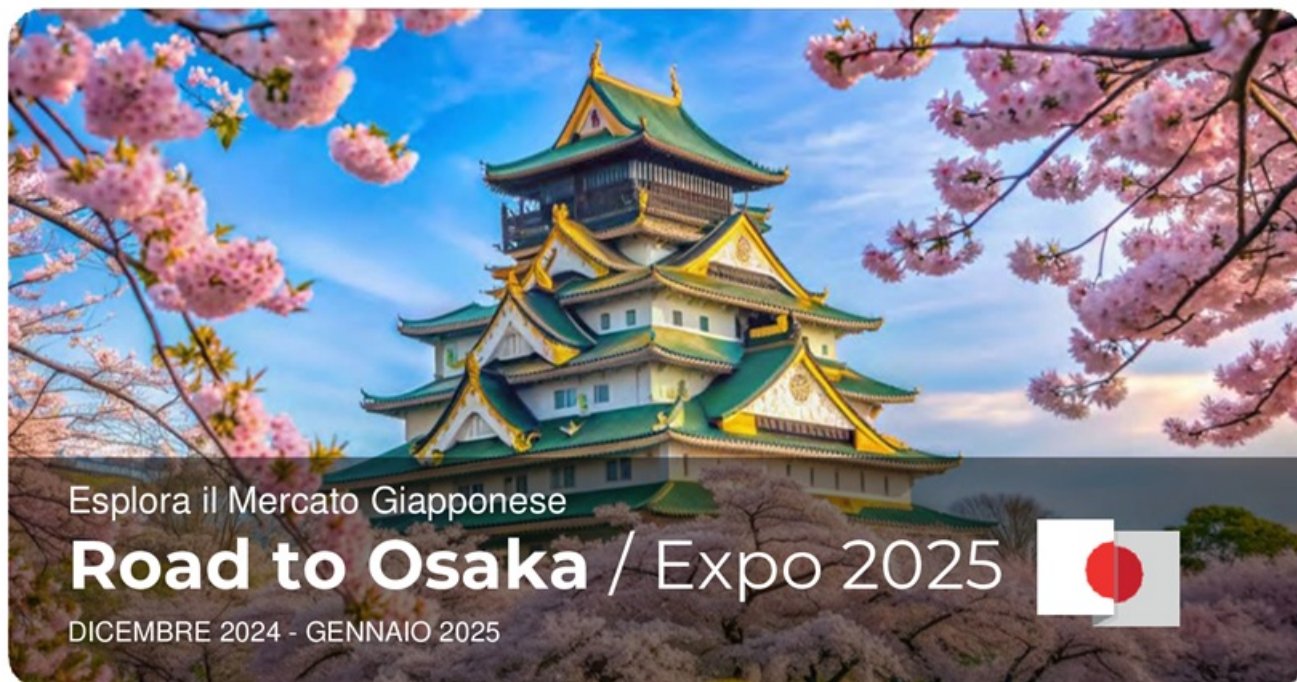 Esplora il Mercato Giapponese
Road to Osaka / Expo 2025
DICEMBRE 2024 - GENNAIO 2025